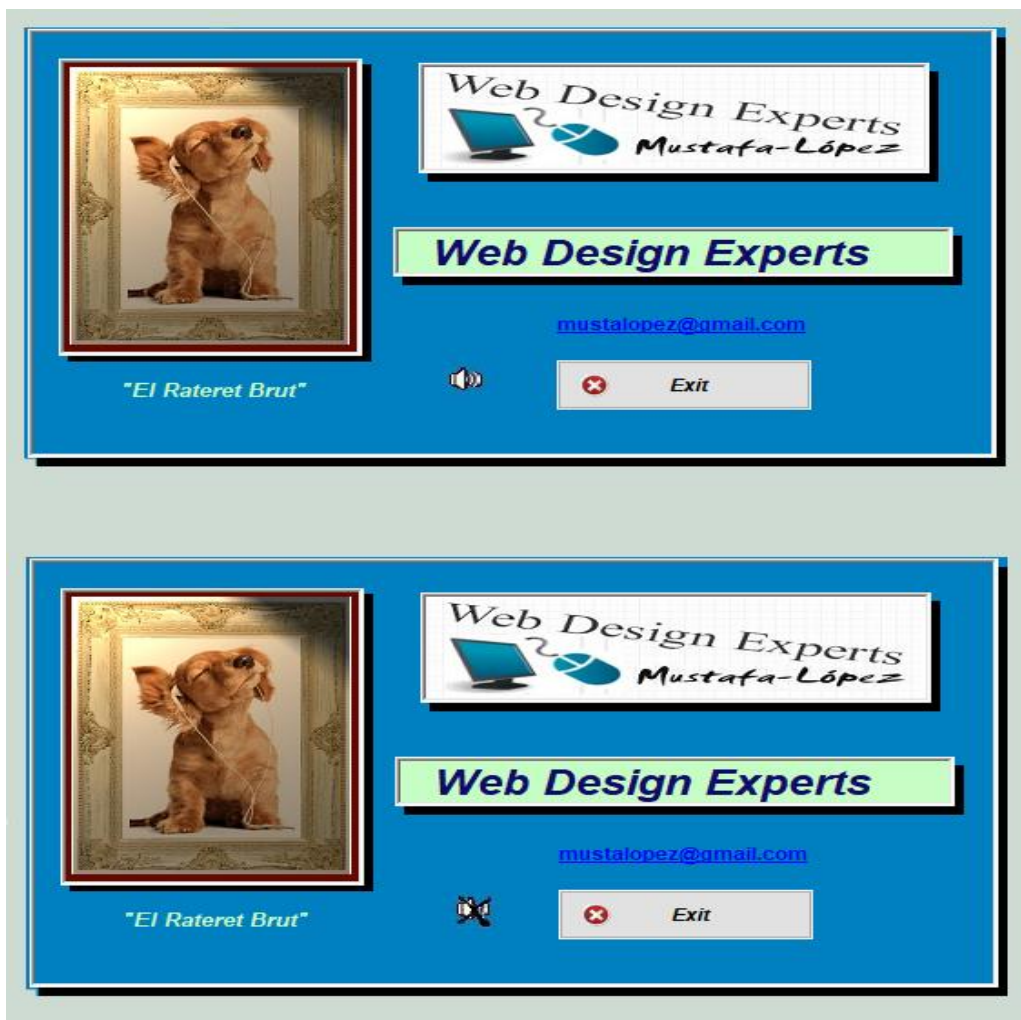 Web Design Experts
Mustafa-López
Web Design Experts
mustalopez@gmail.com
"El Rateret Brut"
Exit
Web Design Experts
Mustafa-López
Web Design Experts
mustalopez@gmail.com
"El Rateret Brut"
Exit